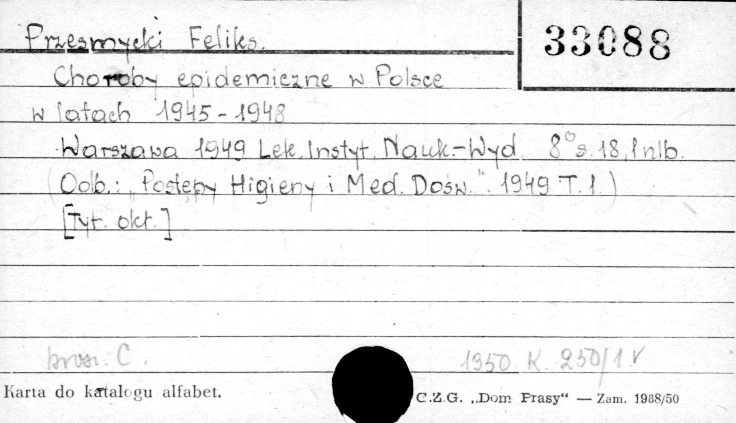 Przesmycki Feliks. 33088
Choroby epidemiczne w Polsce
w latach 1945-1948
Warszawa 1949 Lek. Instyt. Nauk.-Wyd. 8° s. 18, 1 nlb.
(Odb.: "Postępy Higieny i Med. Dośw.". 1949 T. 1.)
[Tyt. okł.]
brosz. C. 1950 K. 250/1
Karta do katalogu alfabet. C.Z.G. „Dom Prasy" — Zam. 1988/50